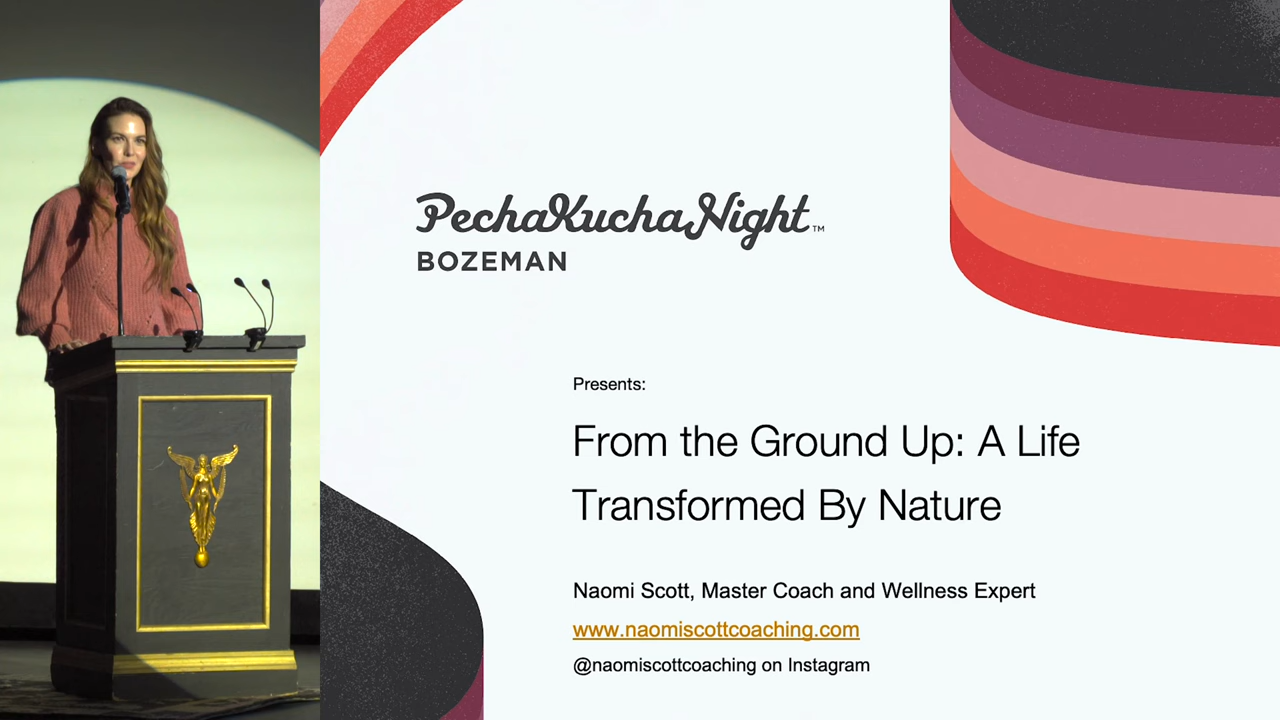 PechaKuchaNight™
BOZEMAN
Presents:
From the Ground Up: A Life
Transformed By Nature
Naomi Scott, Master Coach and Wellness Expert
www.naomiscottcoaching.com
@naomiscottcoaching on Instagram